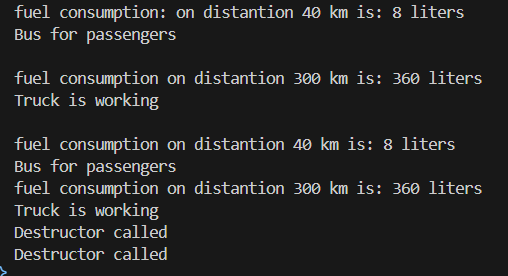 fuel consumption: on distantion 40 km is: 8 liters
Bus for passengers
fuel consumption on distantion 300 km is: 360 liters
Truck is working
fuel consumption on distantion 40 km is: 8 liters
Bus for passengers
fuel consumption on distantion 300 km is: 360 liters
Truck is working
Destructor called
Destructor called